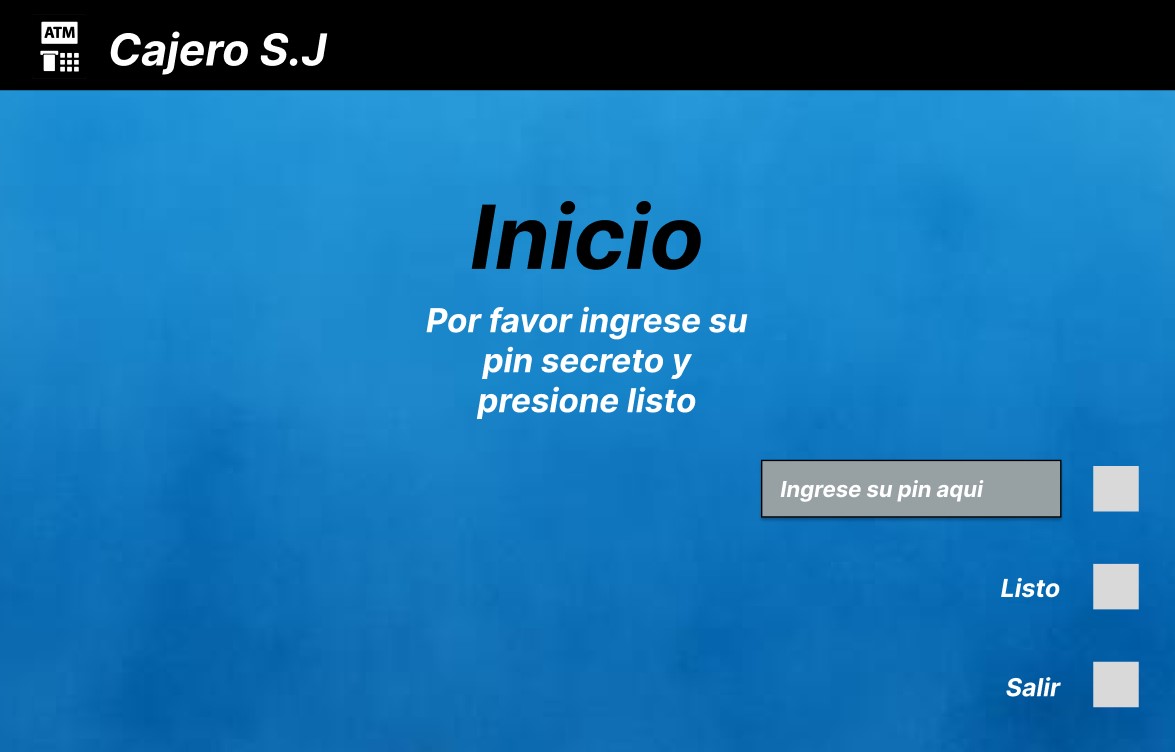 ATM
Cajero S.J
Inicio
Por favor ingrese su
pin secreto y
presione listo
Ingrese su pin aqui
Listo
Salir